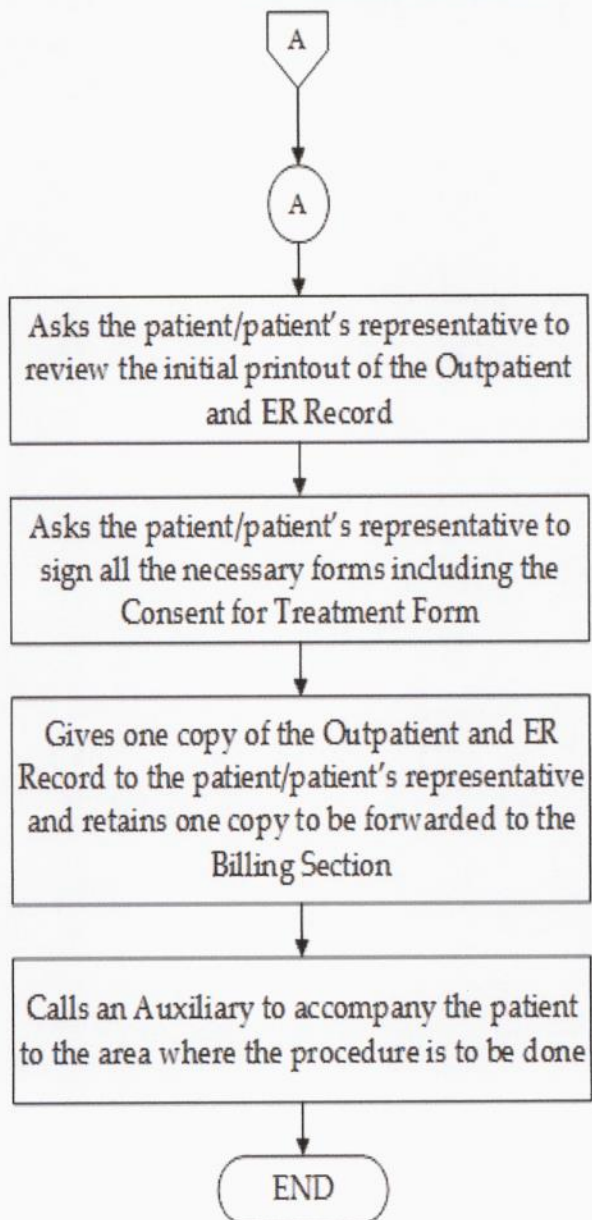 A
A
Asks the patient/patient's representative to
review the initial printout of the Outpatient
and ER Record
Asks the patient/patient's representative to
sign all the necessary forms including the
Consent for Treatment Form
Gives one copy of the Outpatient and ER
Record to the patient/patient's representative
and retains one copy to be forwarded to the
Billing Section
Calls an Auxiliary to accompany the patient
to the area where the procedure is to be done
END